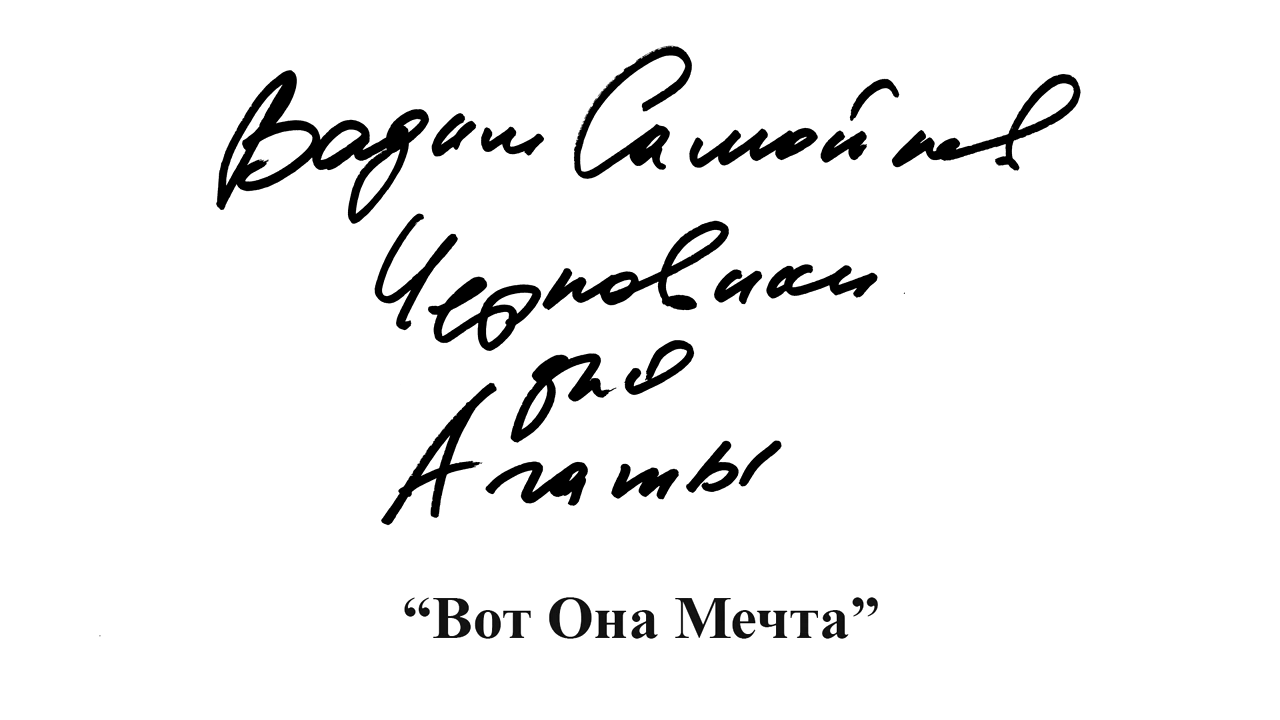 Вадим Самойлов
Черновики
для
Агаты
“Вот Она Мечта”